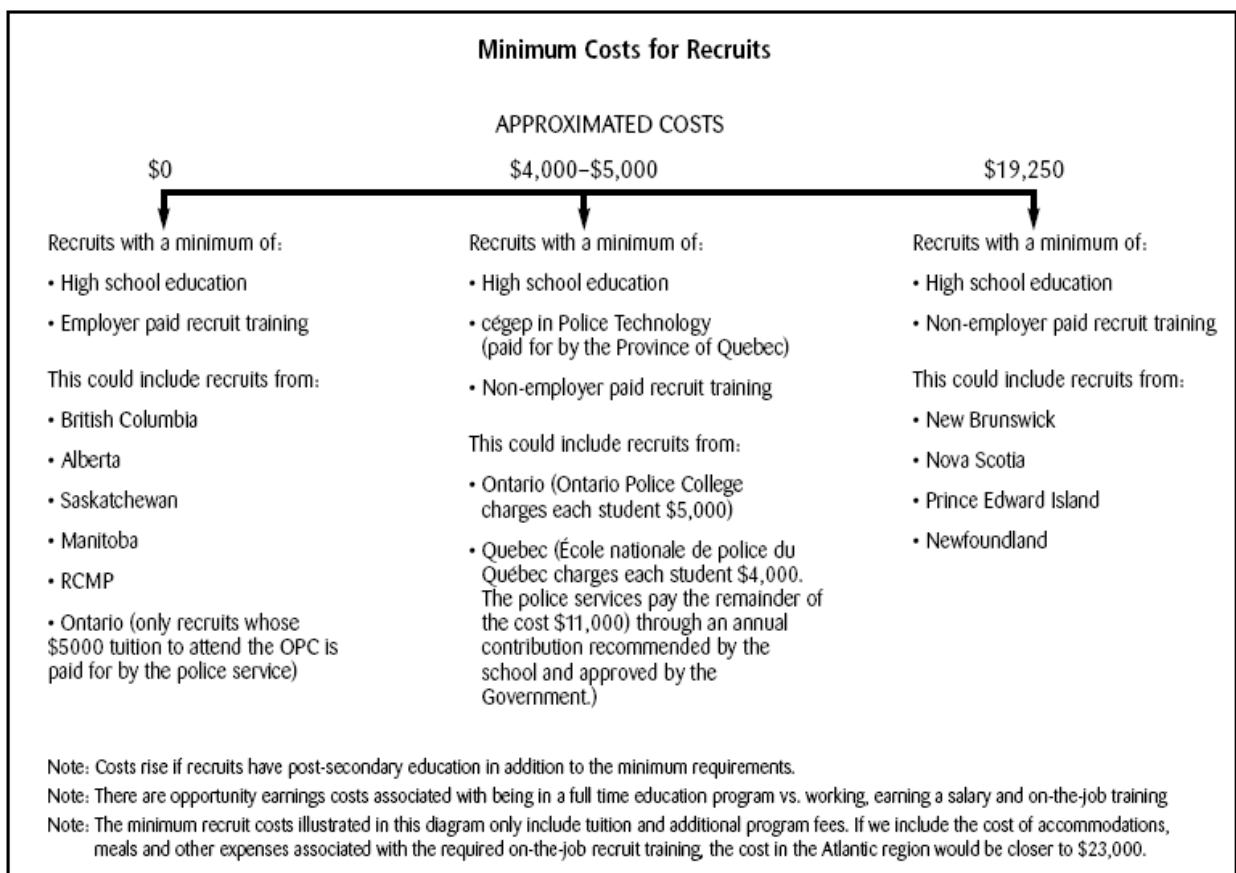 Minimum Costs for Recruits
APPROXIMATED COSTS
$0
$4,000–$5,000
$19,250
Recruits with a minimum of:
• High school education
• Employer paid recruit training
This could include recruits from:
• British Columbia
• Alberta
• Saskatchewan
• Manitoba
• RCMP
• Ontario (only recruits whose
$5000 tuition to attend the OPC is
paid for by the police service)
Recruits with a minimum of:
• High school education
• cégep in Police Technology
(paid for by the Province of Quebec)
• Non-employer paid recruit training
This could include recruits from:
• Ontario (Ontario Police College
charges each student $5,000)
• Quebec (École nationale de police du
Québec charges each student $4,000.
The police services pay the remainder of
the cost $11,000) through an annual
contribution recommended by the
school and approved by the
Government.)
Recruits with a minimum of:
• High school education
• Non-employer paid recruit training
This could include recruits from:
• New Brunswick
• Nova Scotia
• Prince Edward Island
• Newfoundland
Note: Costs rise if recruits have post-secondary education in addition to the minimum requirements.
Note: There are opportunity earnings costs associated with being in a full time education program vs. working, earning a salary and on-the-job training
Note: The minimum recruit costs illustrated in this diagram only include tuition and additional program fees. If we include the cost of accommodations,
meals and other expenses associated with the required on-the-job recruit training, the cost in the Atlantic region would be closer to $23,000.